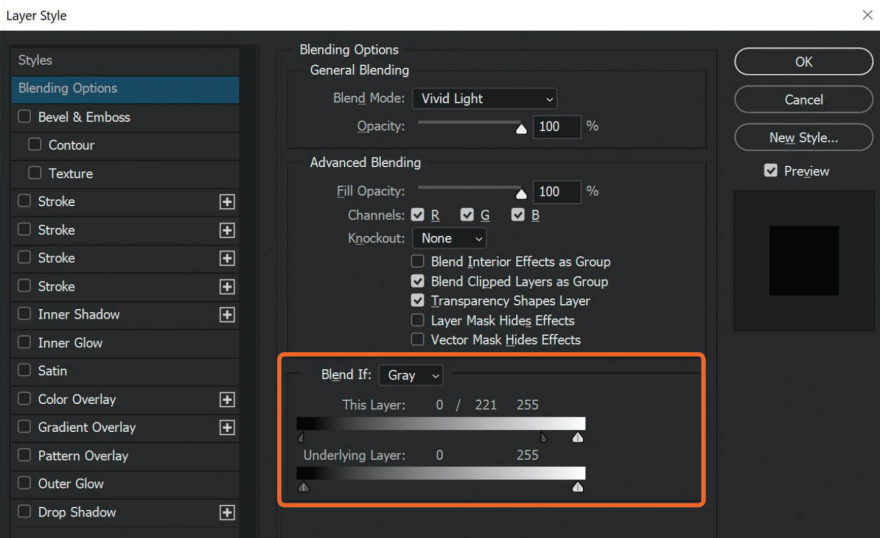 Layer Style
Styles
Blending Options
Bevel & Emboss
Contour
Texture
Stroke
Stroke
Stroke
Stroke
Inner Shadow
Inner Glow
Satin
Color Overlay
Gradient Overlay
Pattern Overlay
Outer Glow
Drop Shadow
Blending Options
General Blending
Blend Mode: Vivid Light
Opacity: 100 %
Advanced Blending
Fill Opacity: 100 %
Channels: R G B
Knockout: None
Blend Interior Effects as Group
Blend Clipped Layers as Group
Transparency Shapes Layer
Layer Mask Hides Effects
Vector Mask Hides Effects
Blend If: Gray
This Layer: 0 / 221 255
Underlying Layer: 0 255
OK
Cancel
New Style...
Preview